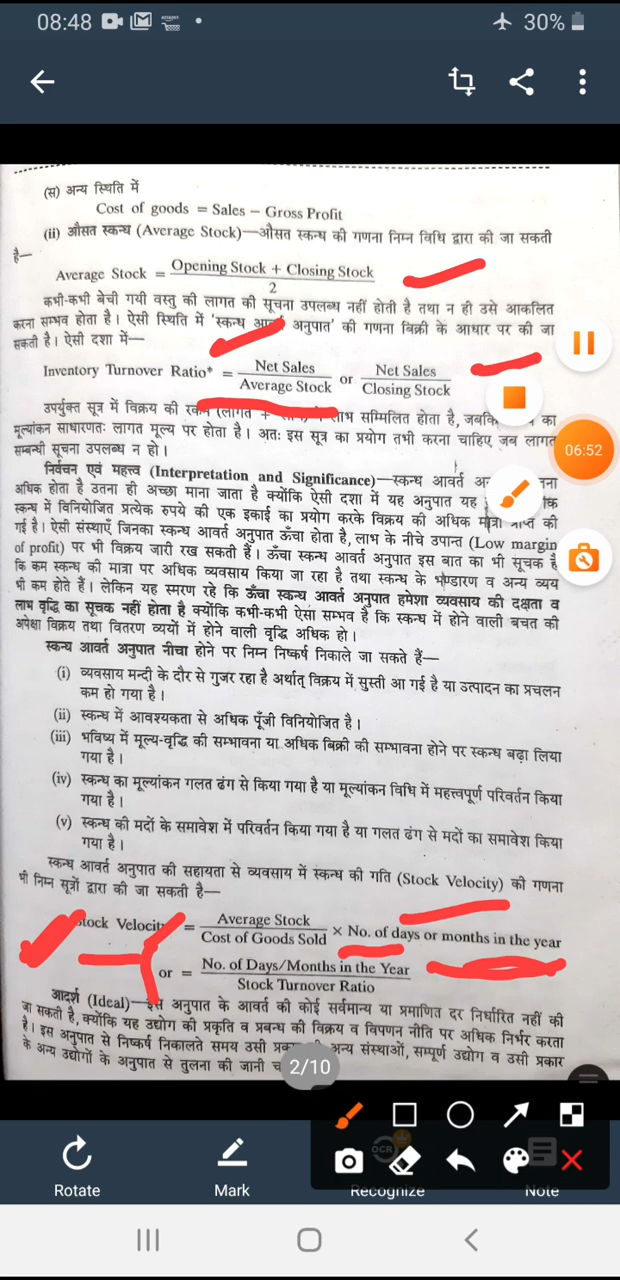 08:48
30%
(स) अन्य स्थिति में
Cost of goods = Sales − Gross Profit
(ii) औसत स्कन्ध (Average Stock)—औसत स्कन्ध की गणना निम्न विधि द्वारा की जा सकती
है—
Average Stock = Opening Stock + Closing Stock
2
कभी-कभी बेची गयी वस्तु की लागत की सूचना उपलब्ध नहीं होती है तथा न ही उसे आकलित
करना सम्भव होता है। ऐसी स्थिति में 'स्कन्ध अनुपात' की गणना बिक्री के आधार पर की जा
सकती है। ऐसी दशा में—
Inventory Turnover Ratio* = Net Sales or Net Sales
Average Stock Closing Stock
उपर्युक्त सूत्र में विक्रय की सम्मिलित होता है, जबकि का
मूल्यांकन साधारणतः लागत मूल्य पर होता है। अतः इस सूत्र का प्रयोग तभी करना चाहिए जब लागत
सम्बन्धी सूचना उपलब्ध न हो।
06:52
निर्वचन एवं महत्त्व (Interpretation and Significance)—स्कन्ध आवर्त
अधिक होता है उतना ही अच्छा माना जाता है क्योंकि ऐसी दशा में यह अनुपात यह
स्कन्ध में विनियोजित प्रत्येक रुपये की एक इकाई का प्रयोग करके विक्रय की अधिक मात्रा प्राप्त की
गई है। ऐसी संस्थाएँ जिनका स्कन्ध आवर्त अनुपात ऊँचा होता है, लाभ के नीचे उपान्त (Low margin
of profit) पर भी विक्रय जारी रख सकती हैं। ऊँचा स्कन्ध आवर्त अनुपात इस बात का भी सूचक है
कि कम स्कन्ध की मात्रा पर अधिक व्यवसाय किया जा रहा है तथा स्कन्ध के भण्डारण व अन्य व्यय
भी कम होते हैं। लेकिन यह स्मरण रहे कि ऊँचा स्कन्ध आवर्त अनुपात हमेशा व्यवसाय की दक्षता व
लाभ वृद्धि का सूचक नहीं होता है क्योंकि कभी-कभी ऐसा सम्भव है कि स्कन्ध में होने वाली बचत की
अपेक्षा विक्रय तथा वितरण व्ययों में होने वाली वृद्धि अधिक हो।
स्कन्ध आवर्त अनुपात नीचा होने पर निम्न निष्कर्ष निकाले जा सकते हैं—
(i) व्यवसाय मन्दी के दौर से गुजर रहा है अर्थात् विक्रय में सुस्ती आ गई है या उत्पादन का प्रचलन
कम हो गया है।
(ii) स्कन्ध में आवश्यकता से अधिक पूँजी विनियोजित है।
(iii) भविष्य में मूल्य-वृद्धि की सम्भावना या अधिक बिक्री की सम्भावना होने पर स्कन्ध बढ़ा लिया
गया है।
(iv) स्कन्ध का मूल्यांकन गलत ढंग से किया गया है या मूल्यांकन विधि में महत्त्वपूर्ण परिवर्तन किया
गया है।
(v) स्कन्ध की मदों के समावेश में परिवर्तन किया गया है या गलत ढंग से मदों का समावेश किया
गया है।
स्कन्ध आवर्त अनुपात की सहायता से व्यवसाय में स्कन्ध की गति (Stock Velocity) की गणना
भी निम्न सूत्रों द्वारा की जा सकती है—
= Average Stock × No. of days or months in the year
Cost of Goods Sold
or = No. of Days/Months in the Year
Stock Turnover Ratio
आदर्श (Ideal)—इस अनुपात के आवर्त की कोई सर्वमान्य या प्रमाणित दर निर्धारित नहीं की
जा सकती है, क्योंकि यह उद्योग की प्रकृति व प्रबन्ध की विक्रय व विपणन नीति पर अधिक निर्भर करता
है। इस अनुपात से निष्कर्ष निकालते समय उसी अन्य संस्थाओं, सम्पूर्ण उद्योग व उसी प्रकार
के अन्य उद्योगों के अनुपात से तुलना की जानी
2/10
OCR
Rotate
Mark
Recognize
Note